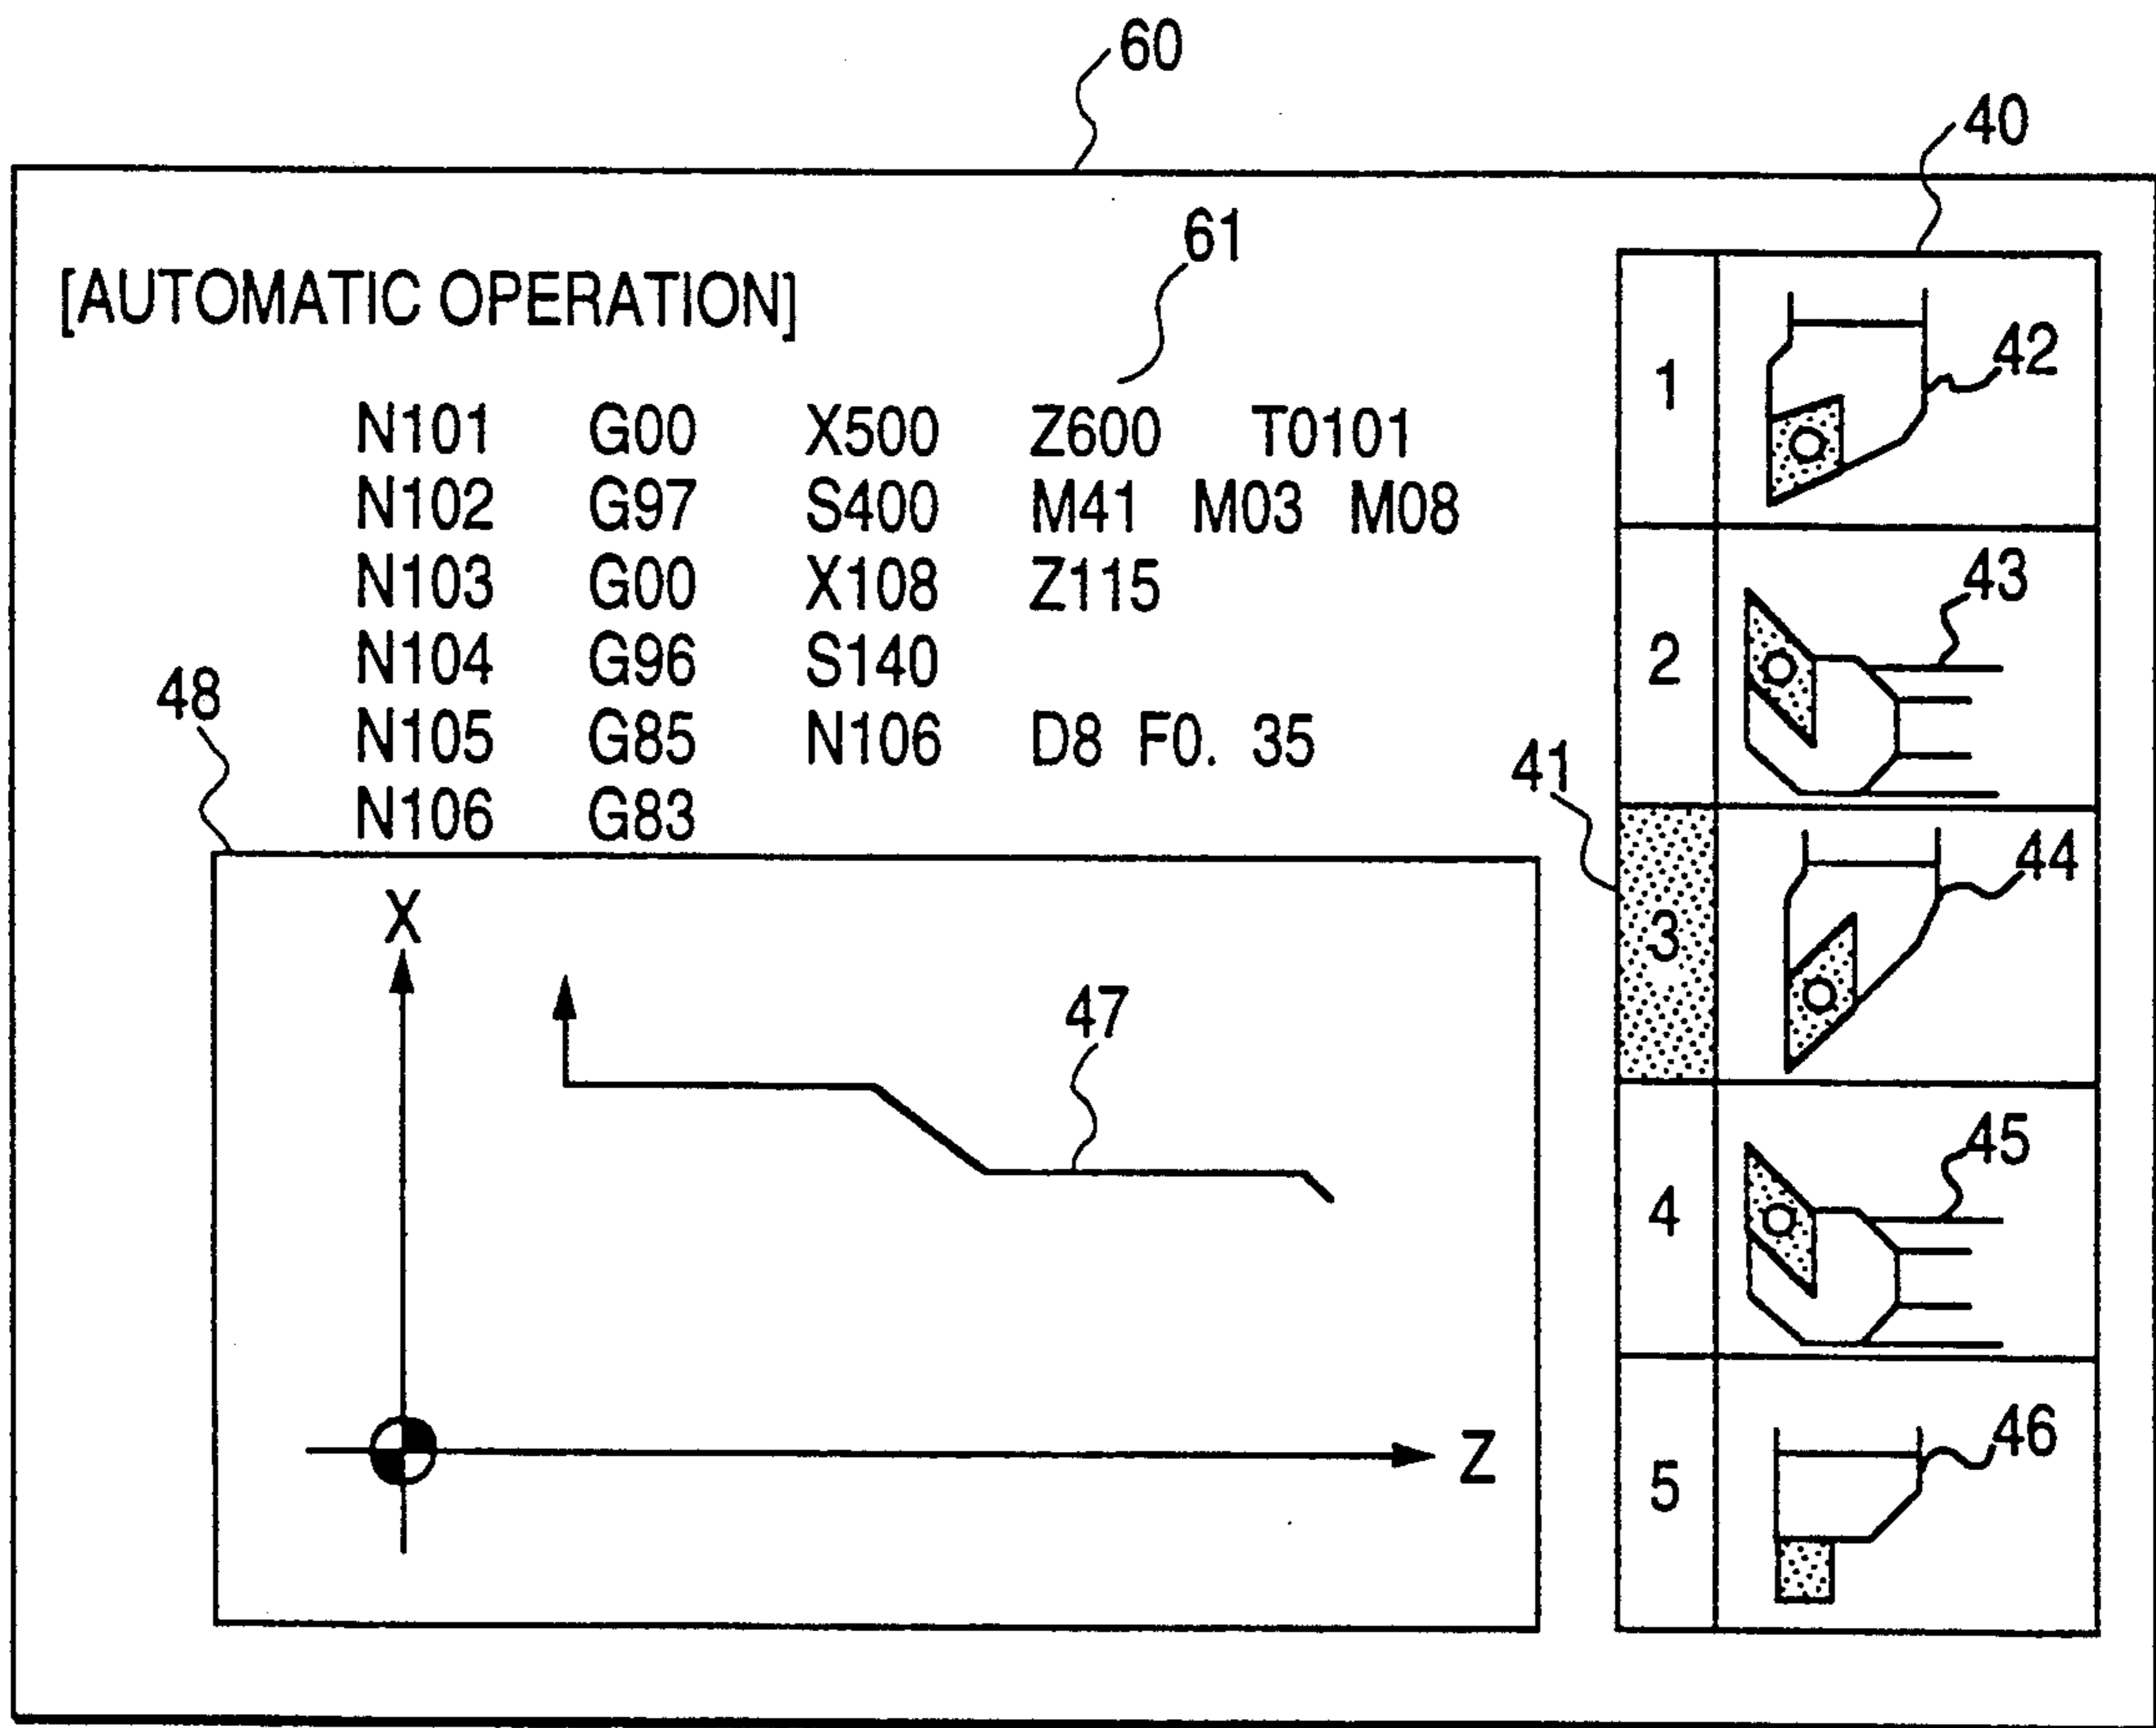 60
40
61
[AUTOMATIC OPERATION]
N101 G00 X500 Z600 T0101
N102 G97 S400 M41 M03 M08
N103 G00 X108 Z115
N104 G96 S140
N105 G85 N106 D8 F0. 35
N106 G83
48
X
47
Z
41
1
42
2
43
3
44
4
45
5
46